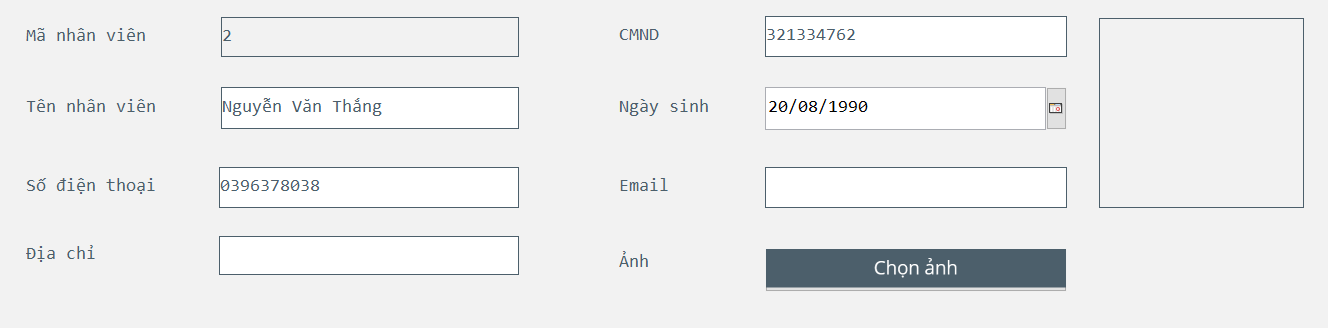 Mã nhân viên 2 CMND 321334762
Tên nhân viên Nguyễn Văn Thắng Ngày sinh 20/08/1990
Số điện thoại 0396378038 Email
Địa chỉ Ảnh Chọn ảnh